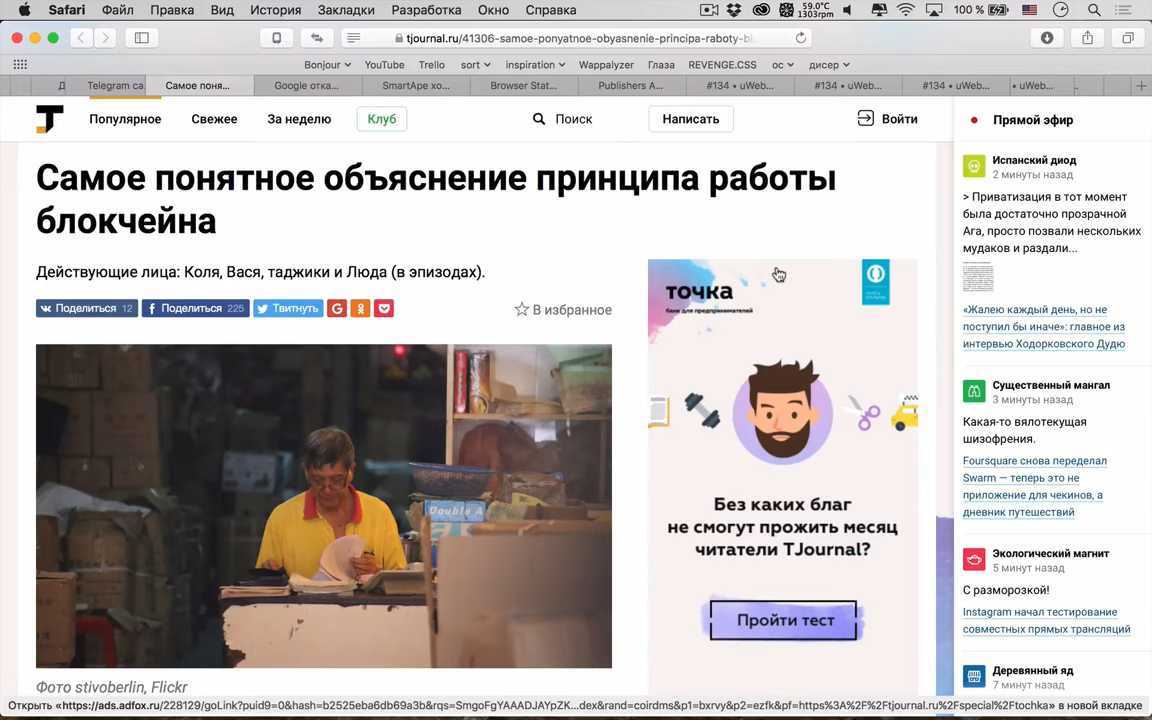 Safari Файл Правка Вид История Закладки Разработка Окно Справка
59.0°C
1303rpm
100 %
tjournal.ru/41306-samoe-ponyatnoe-obyasnenie-principa-raboty-bl
Bonjour YouTube Trello sort inspiration Wappalyzer Глаза REVENGE.CSS ос дисер
Д Telegram са Самое поня... Google отка... SmartApe хо... Browser Stat... Publishers A... #134 • uWeb... #134 • uWeb... #134 • uWeb... • uWeb...
Популярное Свежее За неделю Клуб Поиск Написать Войти
Прямой эфир
Самое понятное объяснение принципа работы
блокчейна
Действующие лица: Коля, Вася, таджики и Люда (в эпизодах).
Поделиться 12 Поделиться 225 Твитнуть
В избранное
Double A
Фото stivoberlin, Flickr
точка
банк для предпринимателей
Без каких благ
не смогут прожить месяц
читатели TJournal?
Пройти тест
Испанский диод
2 минуты назад
> Приватизация в тот момент
была достаточно прозрачной
Ага, просто позвали нескольких
мудаков и раздали...
«Жалею каждый день, но не
поступил бы иначе»: главное из
интервью Ходорковского Дудю
Существенный мангал
3 минуты назад
Какая-то вялотекущая
шизофрения.
Foursquare снова переделал
Swarm — теперь это не
приложение для чекинов, а
дневник путешествий
Экологический магнит
5 минут назад
С разморозкой!
Instagram начал тестирование
совместных прямых трансляций
Деревянный яд
7 минут назад
Открыть «https://ads.adfox.ru/228129/goLink?puid9=0&hash=b2525eba6db69a3b&rqs=SmgoFgYAAADJAYpZK...dex&rand=coirdms&p1=bxrvy&p2=ezfk&pf=https%3A%2F%2Ftjournal.ru%2Fspecial%2Ftochka» в новой вкладке